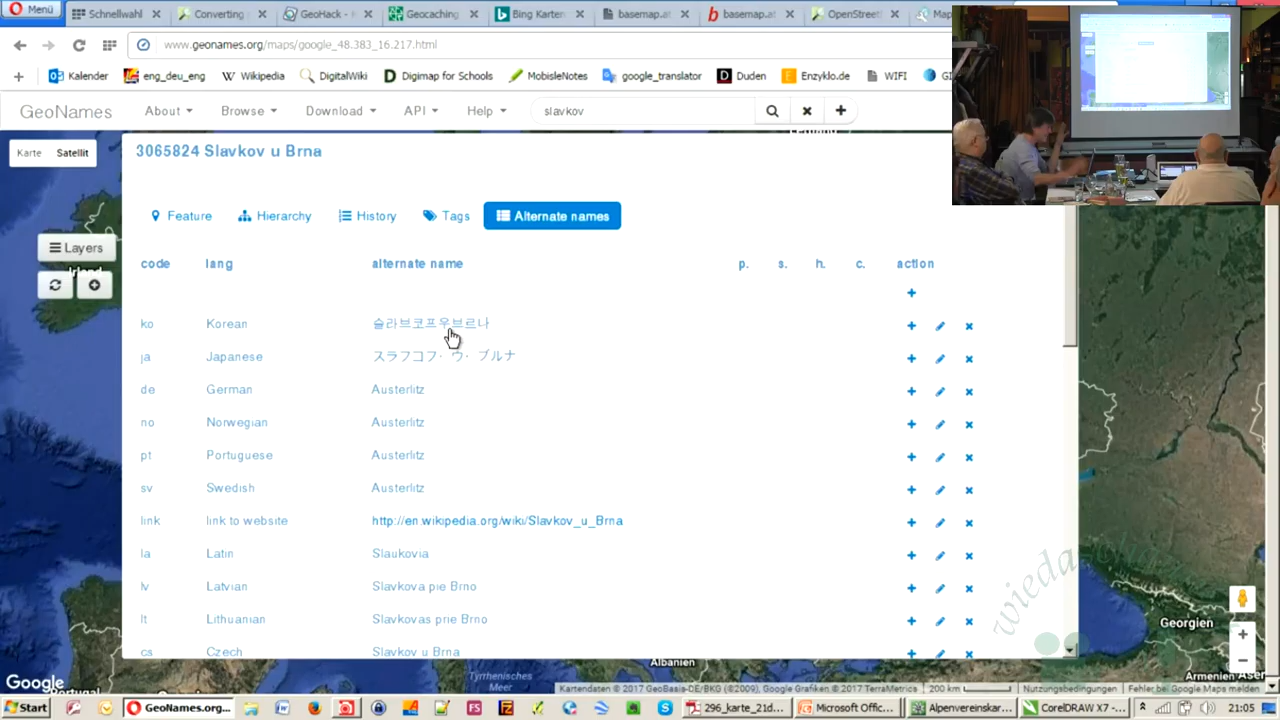 Menü
Schnellwahl
Converting
GeoHack -
Geocaching
Bing Karter
basemap.at
basemap.at
OpenStreet
Map
www.geonames.org/maps/google_48.383_16.217.html
Kalender
eng_deu_eng
Wikipedia
DigitalWiki
Digimap for Schools
MobisleNotes
google_translator
Duden
Enzyklo.de
WIFI
GeoNames
About
Browse
Download
API
Help
slavkov
Karte
Satellit
3065824 Slavkov u Brna
Feature
Hierarchy
History
Tags
Alternate names
Layers
Irland
code lang alternate name p. s. h. c. action
ko Korean 슬라브코프우브르나
ja Japanese スラフコフ・ウ・ブルナ
de German Austerlitz
no Norwegian Austerlitz
pt Portuguese Austerlitz
sv Swedish Austerlitz
link link to website http://en.wikipedia.org/wiki/Slavkov_u_Brna
la Latin Slaukovia
lv Latvian Slavkova pie Brno
lt Lithuanian Slavkovas prie Brno
cs Czech Slavkov u Brna
Georgien
Albanien
Tyrrhenisches
Meer
Portugal
Armenien
Google
Kartendaten © 2017 GeoBasis-DE/BKG (©2009), Google Grafiken © 2017 TerraMetrics
200 km
Nutzungsbedingungen
Fehler bei Google Maps melden
Start
GeoNames.org...
296_karte_21d...
Microsoft Offic...
Alpenvereinskar...
CorelDRAW X7 -...
21:05